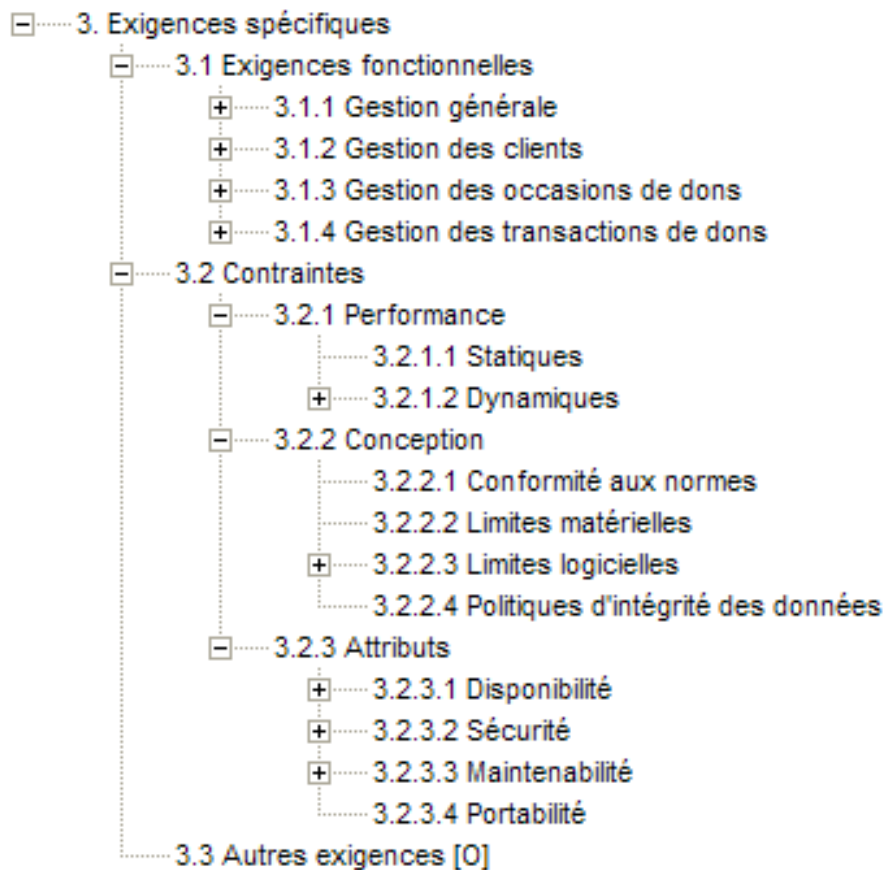 3. Exigences spécifiques
3.1 Exigences fonctionnelles
3.1.1 Gestion générale
3.1.2 Gestion des clients
3.1.3 Gestion des occasions de dons
3.1.4 Gestion des transactions de dons
3.2 Contraintes
3.2.1 Performance
3.2.1.1 Statiques
3.2.1.2 Dynamiques
3.2.2 Conception
3.2.2.1 Conformité aux normes
3.2.2.2 Limites matérielles
3.2.2.3 Limites logicielles
3.2.2.4 Politiques d'intégrité des données
3.2.3 Attributs
3.2.3.1 Disponibilité
3.2.3.2 Sécurité
3.2.3.3 Maintenabilité
3.2.3.4 Portabilité
3.3 Autres exigences [O]